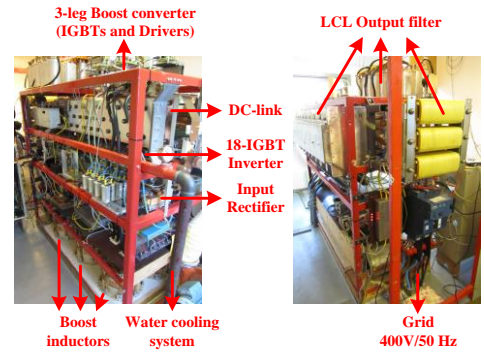 3-leg Boost converter
(IGBTs and Drivers)
LCL Output filter
DC-link
18-IGBT
Inverter
Input
Rectifier
Boost
inductors
Water cooling
system
Grid
400V/50 Hz